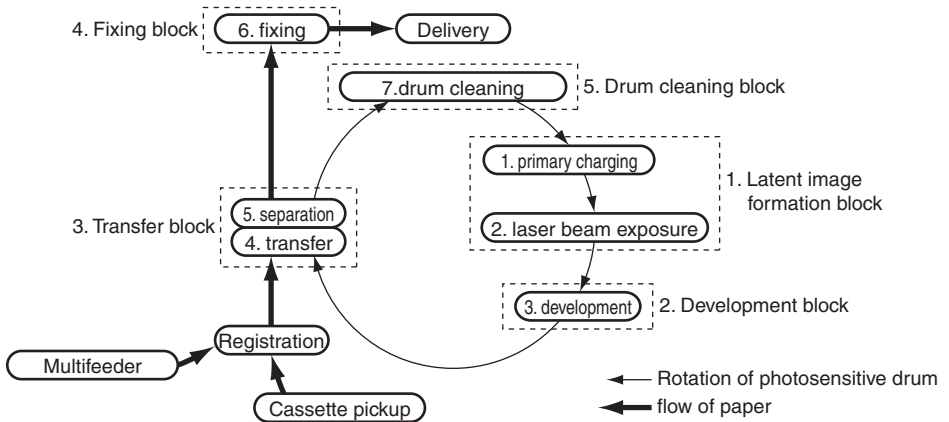 4. Fixing block
6. fixing
Delivery
7.drum cleaning
5. Drum cleaning block
1. primary charging
1. Latent image
formation block
2. laser beam exposure
3. Transfer block
5. separation
4. transfer
3. development
2. Development block
Registration
Multifeeder
Cassette pickup
Rotation of photosensitive drum
flow of paper